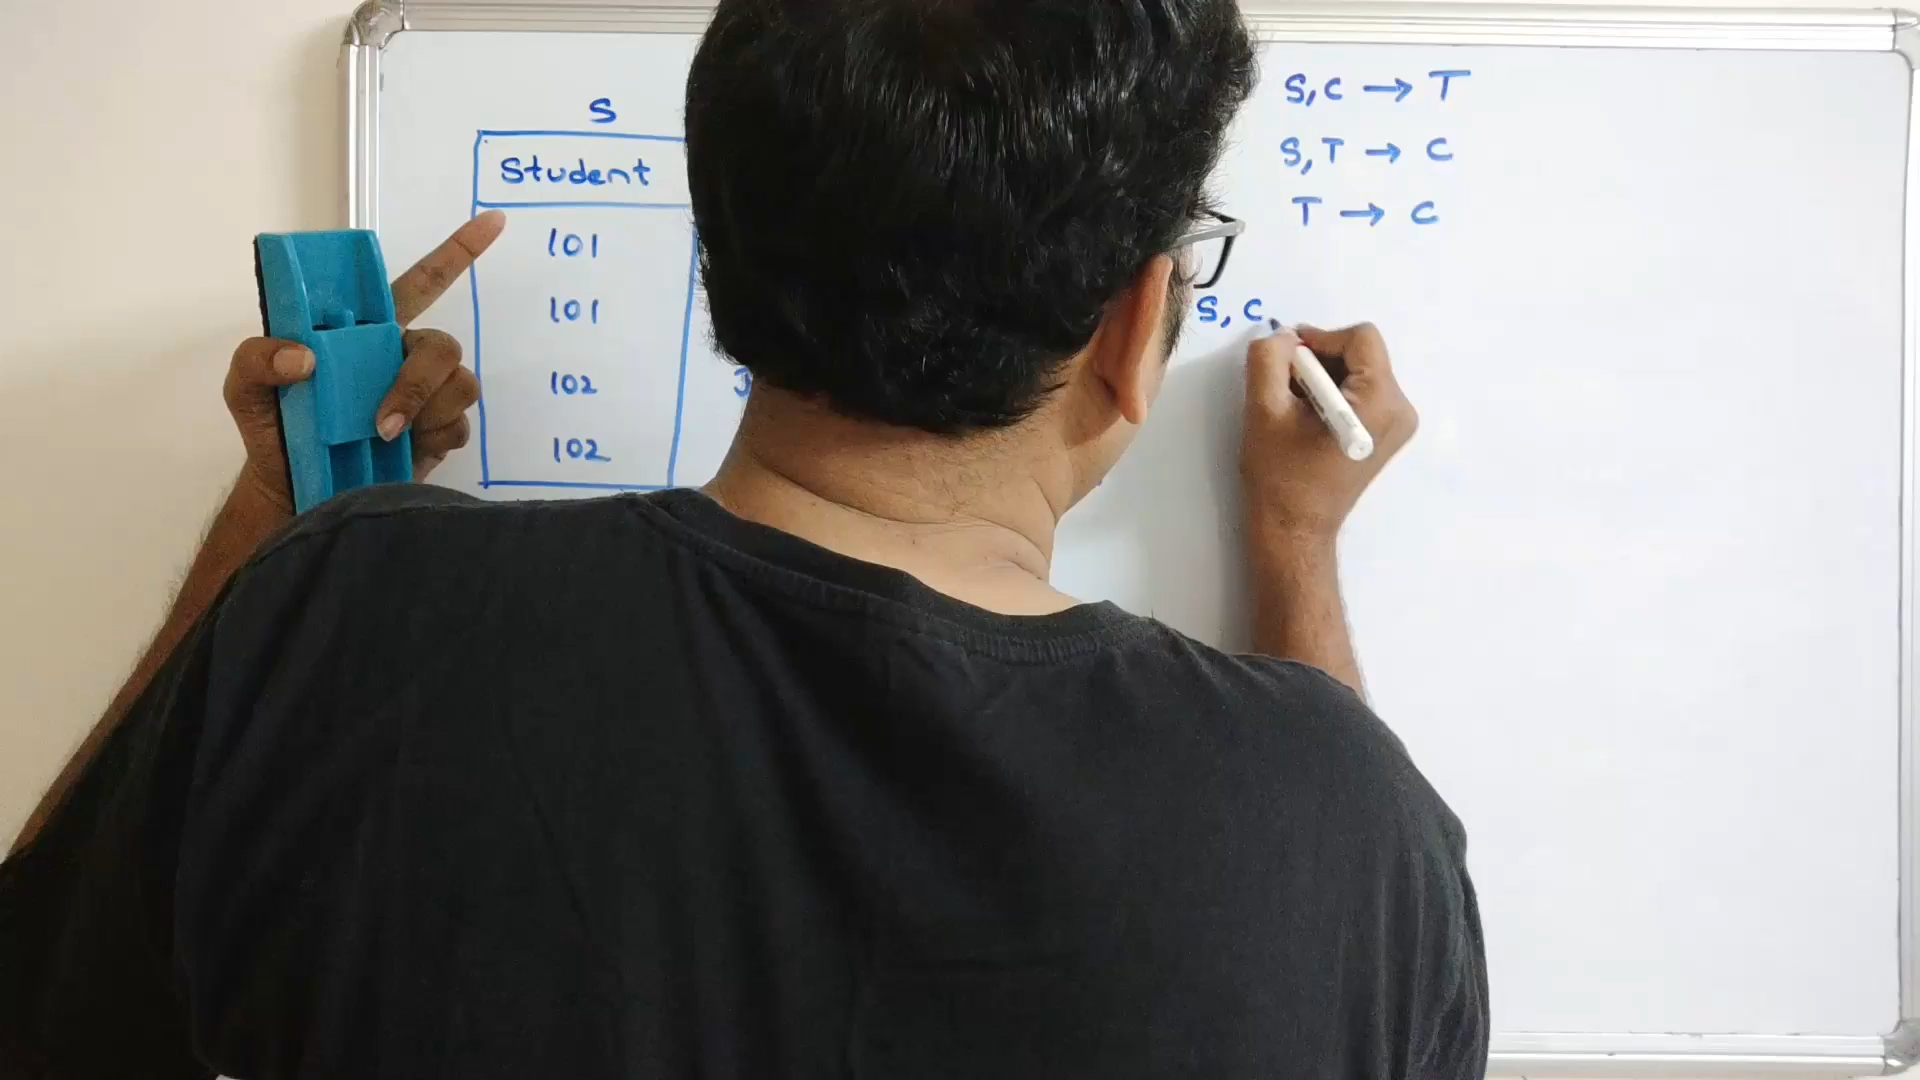 S
Student
101
101
102
102
S,C → T
S,T → C
T → C
S, C